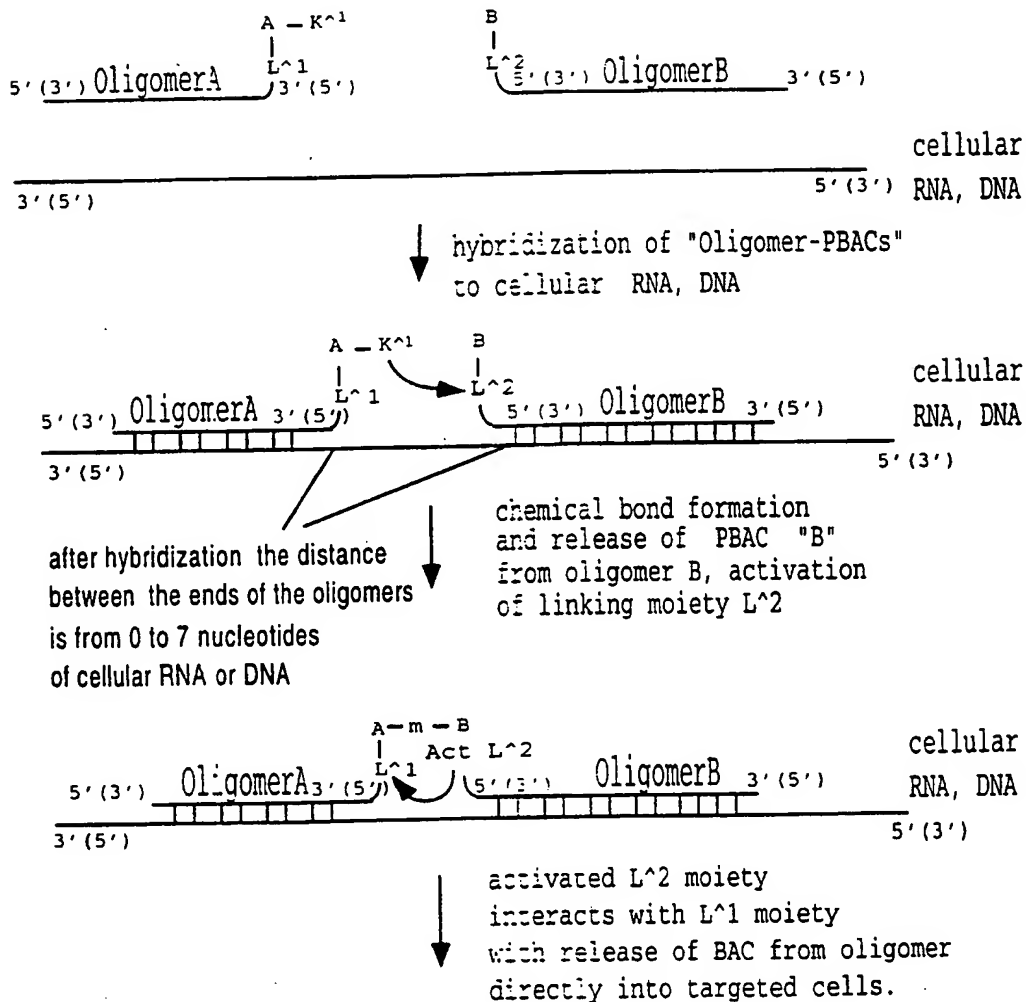 A – K^1
B
L^1
L^2
5'(3') OligomerA 3'(5')
5'(3') OligomerB 3'(5')
cellular
RNA, DNA
3'(5')
5'(3')
hybridization of "Oligomer-PBACs"
to cellular RNA, DNA
A – K^1
B
L^1
L^2
5'(3') OligomerA 3'(5')
5'(3') OligomerB 3'(5')
cellular
RNA, DNA
3'(5')
5'(3')
after hybridization the distance
between the ends of the oligomers
is from 0 to 7 nucleotides
of cellular RNA or DNA
chemical bond formation
and release of PBAC "B"
from oligomer B, activation
of linking moiety L^2
A – m – B
L^1
Act L^2
5'(3') OligomerA 3'(5')
5'(3') OligomerB 3'(5')
cellular
RNA, DNA
3'(5')
5'(3')
activated L^2 moiety
interacts with L^1 moiety
with release of BAC from oligomer
directly into targeted cells.